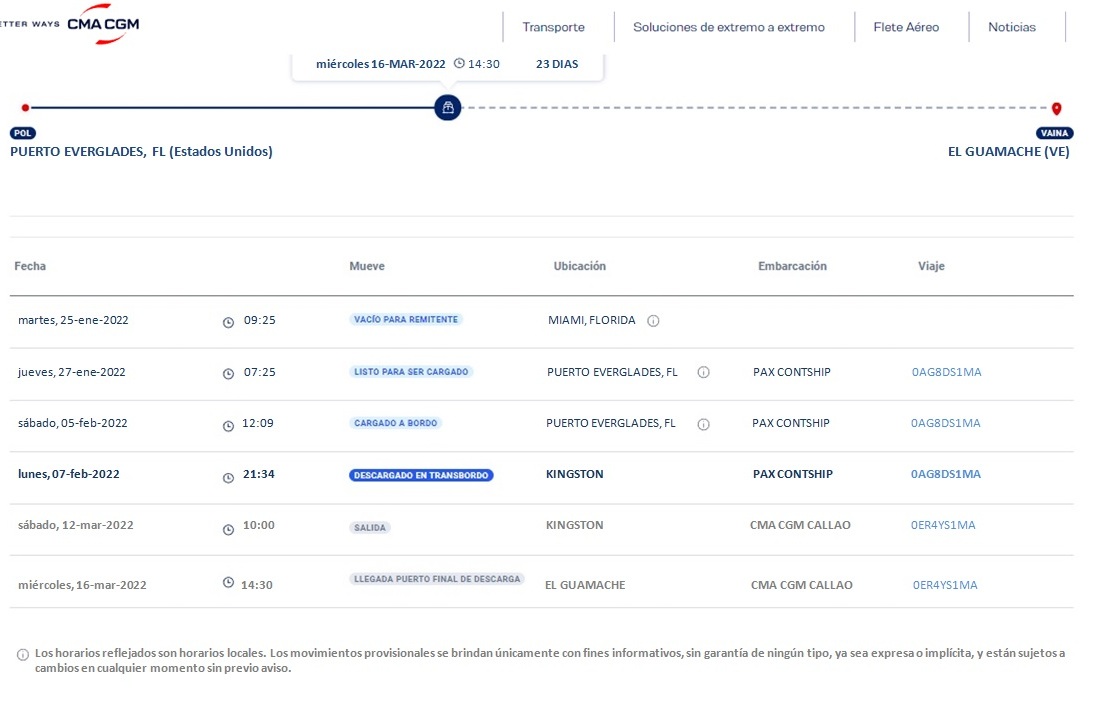 ETTER WAYS CMA CGM
Transporte Soluciones de extremo a extremo Flete Aéreo Noticias
miércoles 16-MAR-2022 14:30 23 DIAS
POL VAINA
PUERTO EVERGLADES, FL (Estados Unidos) EL GUAMACHE (VE)
Fecha Mueve Ubicación Embarcación Viaje
martes, 25-ene-2022 09:25 VACÍO PARA REMITENTE MIAMI, FLORIDA
jueves, 27-ene-2022 07:25 LISTO PARA SER CARGADO PUERTO EVERGLADES, FL PAX CONTSHIP 0AG8DS1MA
sábado, 05-feb-2022 12:09 CARGADO A BORDO PUERTO EVERGLADES, FL PAX CONTSHIP 0AG8DS1MA
lunes, 07-feb-2022 21:34 DESCARGADO EN TRANSBORDO KINGSTON PAX CONTSHIP 0AG8DS1MA
sábado, 12-mar-2022 10:00 SALIDA KINGSTON CMA CGM CALLAO 0ER4YS1MA
miércoles, 16-mar-2022 14:30 LLEGADA PUERTO FINAL DE DESCARGA EL GUAMACHE CMA CGM CALLAO 0ER4YS1MA
Los horarios reflejados son horarios locales. Los movimientos provisionales se brindan únicamente con fines informativos, sin garantía de ningún tipo, ya sea expresa o implícita, y están sujetos a
cambios en cualquier momento sin previo aviso.